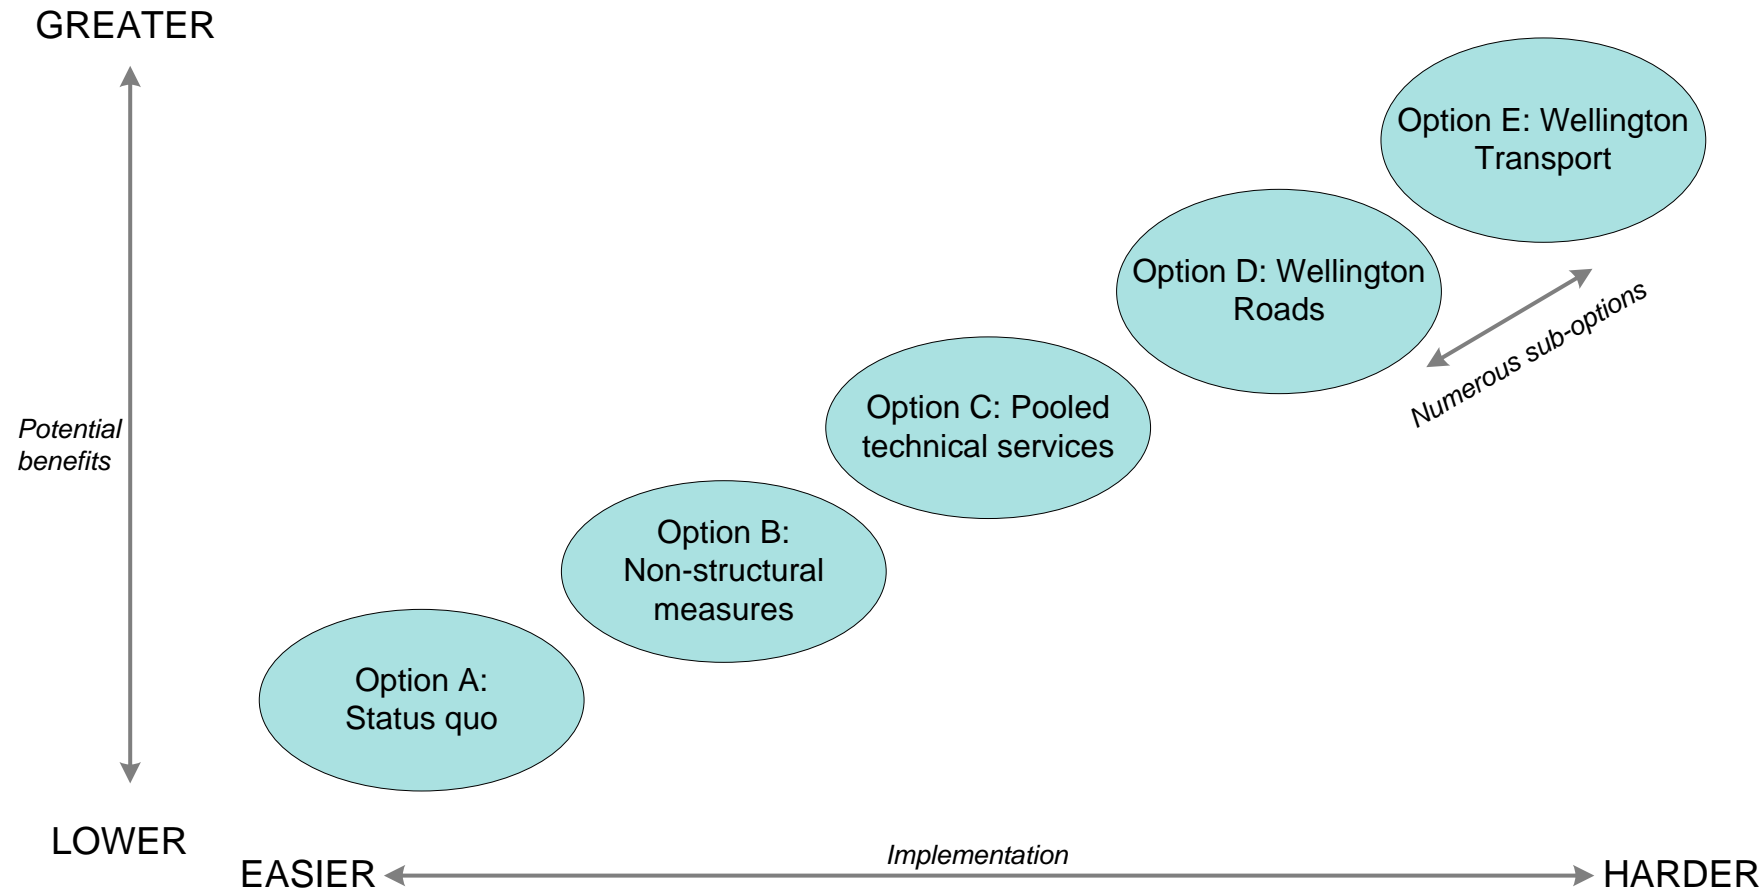 GREATER
Option E: Wellington
Transport
Option D: Wellington
Roads
Numerous sub-options
Option C: Pooled
technical services
Potential
benefits
Option B:
Non-structural
measures
Option A:
Status quo
LOWER
Implementation
EASIER
HARDER